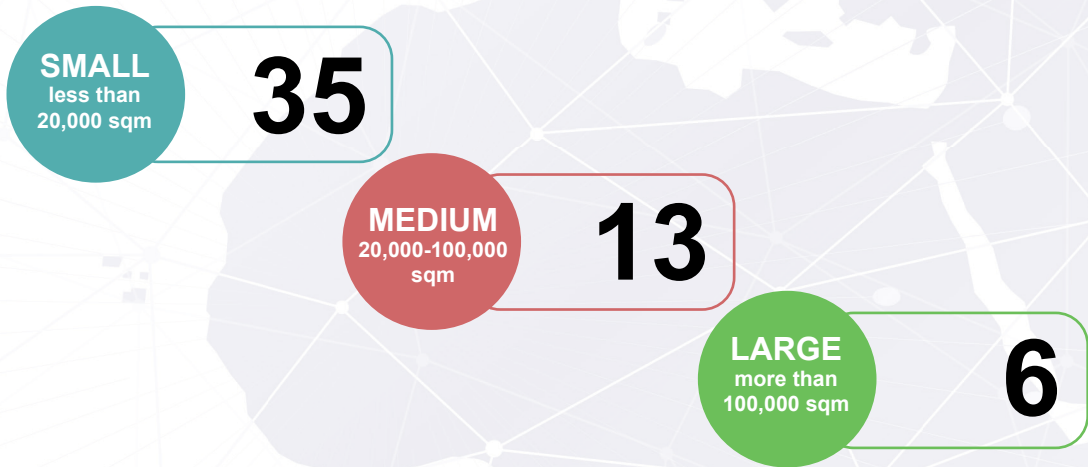 SMALL
less than
20,000 sqm
35
MEDIUM
20,000-100,000
sqm
13
LARGE
more than
100,000 sqm
6